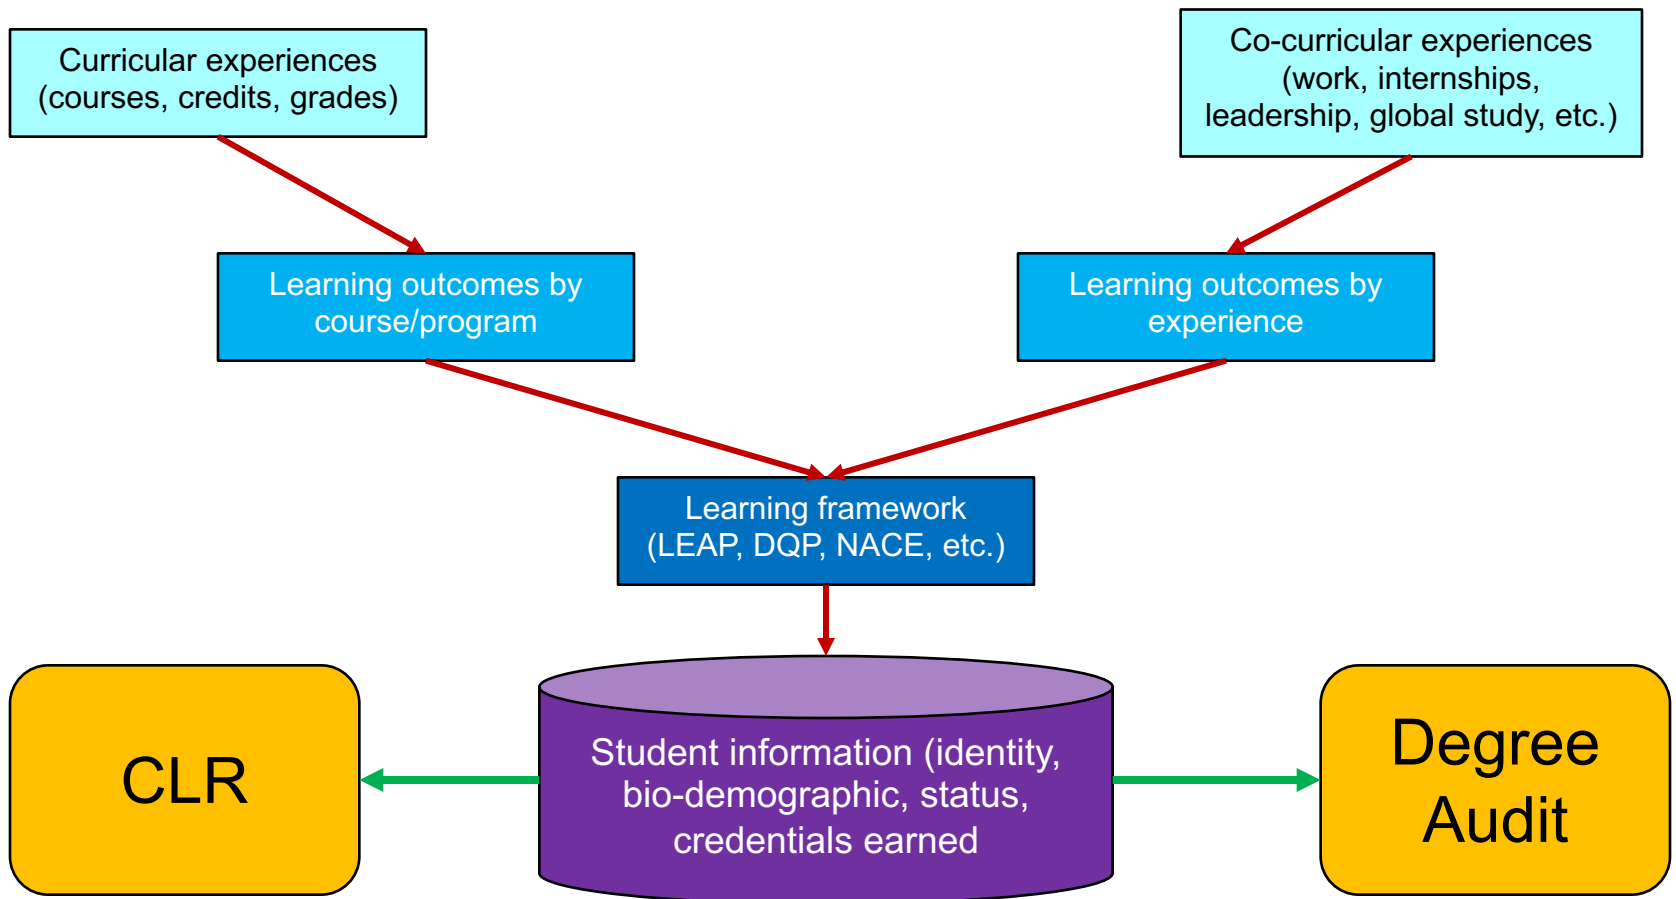 Curricular experiences
(courses, credits, grades)
Co-curricular experiences
(work, internships,
leadership, global study, etc.)
Learning outcomes by
course/program
Learning outcomes by
experience
Learning framework
(LEAP, DQP, NACE, etc.)
CLR
Student information (identity,
bio-demographic, status,
credentials earned
Degree
Audit